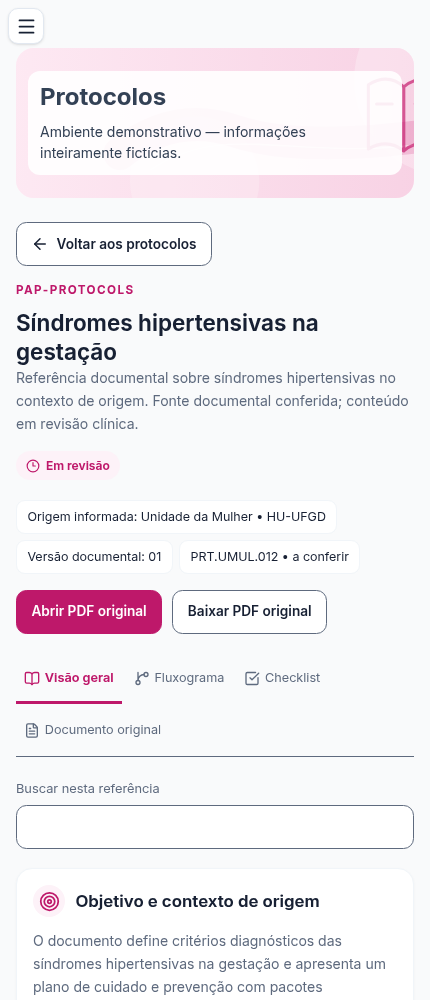 Protocolos
Ambiente demonstrativo — informações
inteiramente fictícias.
Voltar aos protocolos
PAP-PROTOCOLS
Síndromes hipertensivas na
gestação
Referência documental sobre síndromes hipertensivas no
contexto de origem. Fonte documental conferida; conteúdo
em revisão clínica.
Em revisão
Origem informada: Unidade da Mulher • HU-UFGD
Versão documental: 01
PRT.UMUL.012 • a conferir
Abrir PDF original
Baixar PDF original
Visão geral
Fluxograma
Checklist
Documento original
Buscar nesta referência
Objetivo e contexto de origem
O documento define critérios diagnósticos das
síndromes hipertensivas na gestação e apresenta um
plano de cuidado e prevenção com pacotes